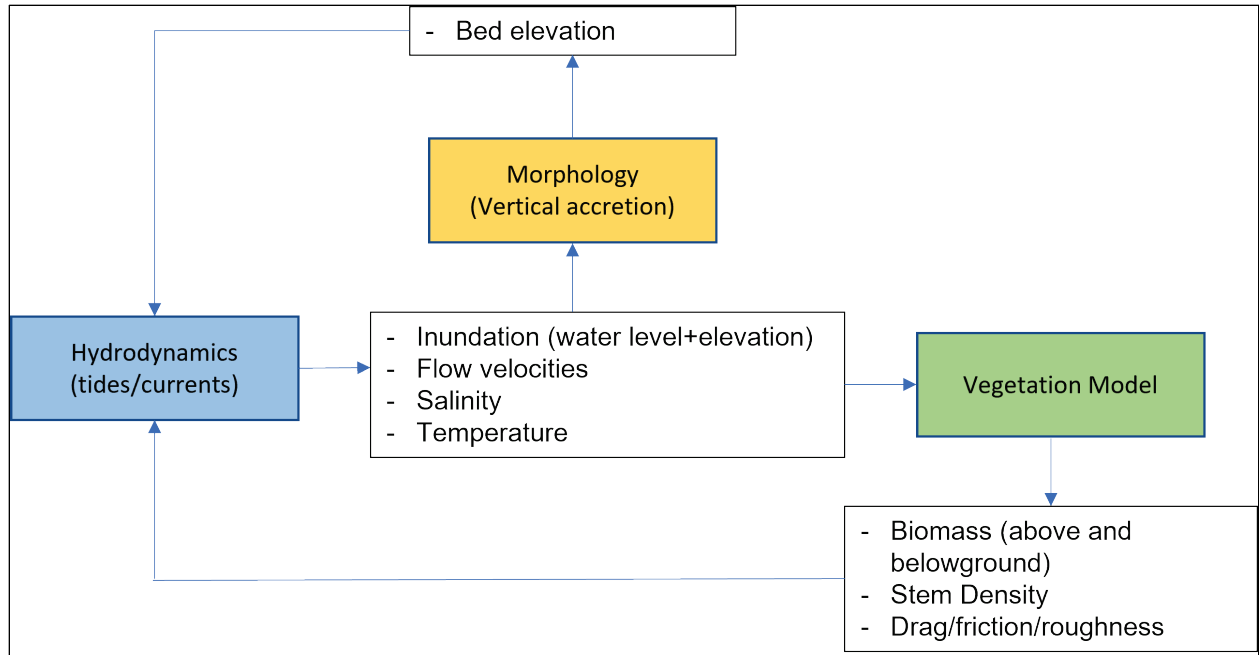 - Bed elevation
Morphology
(Vertical accretion)
Hydrodynamics
(tides/currents)
- Inundation (water level+elevation)
- Flow velocities
- Salinity
- Temperature
Vegetation Model
- Biomass (above and
belowground)
- Stem Density
- Drag/friction/roughness